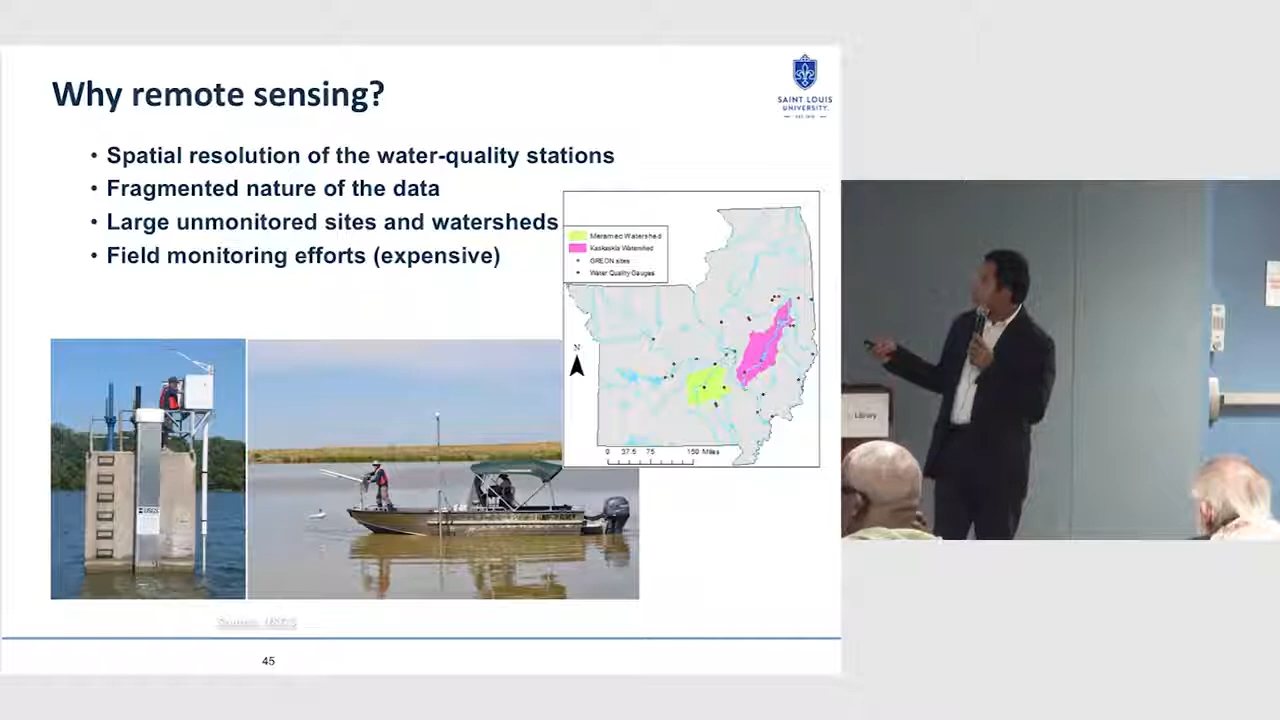 Why remote sensing?
SAINT LOUIS
UNIVERSITY.
• Spatial resolution of the water-quality stations
• Fragmented nature of the data
• Large unmonitored sites and watersheds
• Field monitoring efforts (expensive)
Meramec Watershed
Kaskaskia Watershed
GREON sites
Water Quality Gauges
N
0 37.5 75 150 Miles
USGS
Library
Source: USGS
45